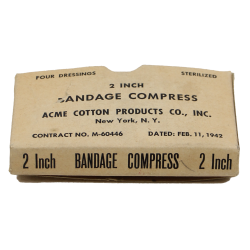 FOUR DRESSINGS STERILIZED
2 INCH
BANDAGE COMPRESS
ACME COTTON PRODUCTS CO., INC.
New York, N. Y.
CONTRACT NO. M-60446 DATED: FEB. 11, 1942
2 Inch BANDAGE COMPRESS 2 Inch